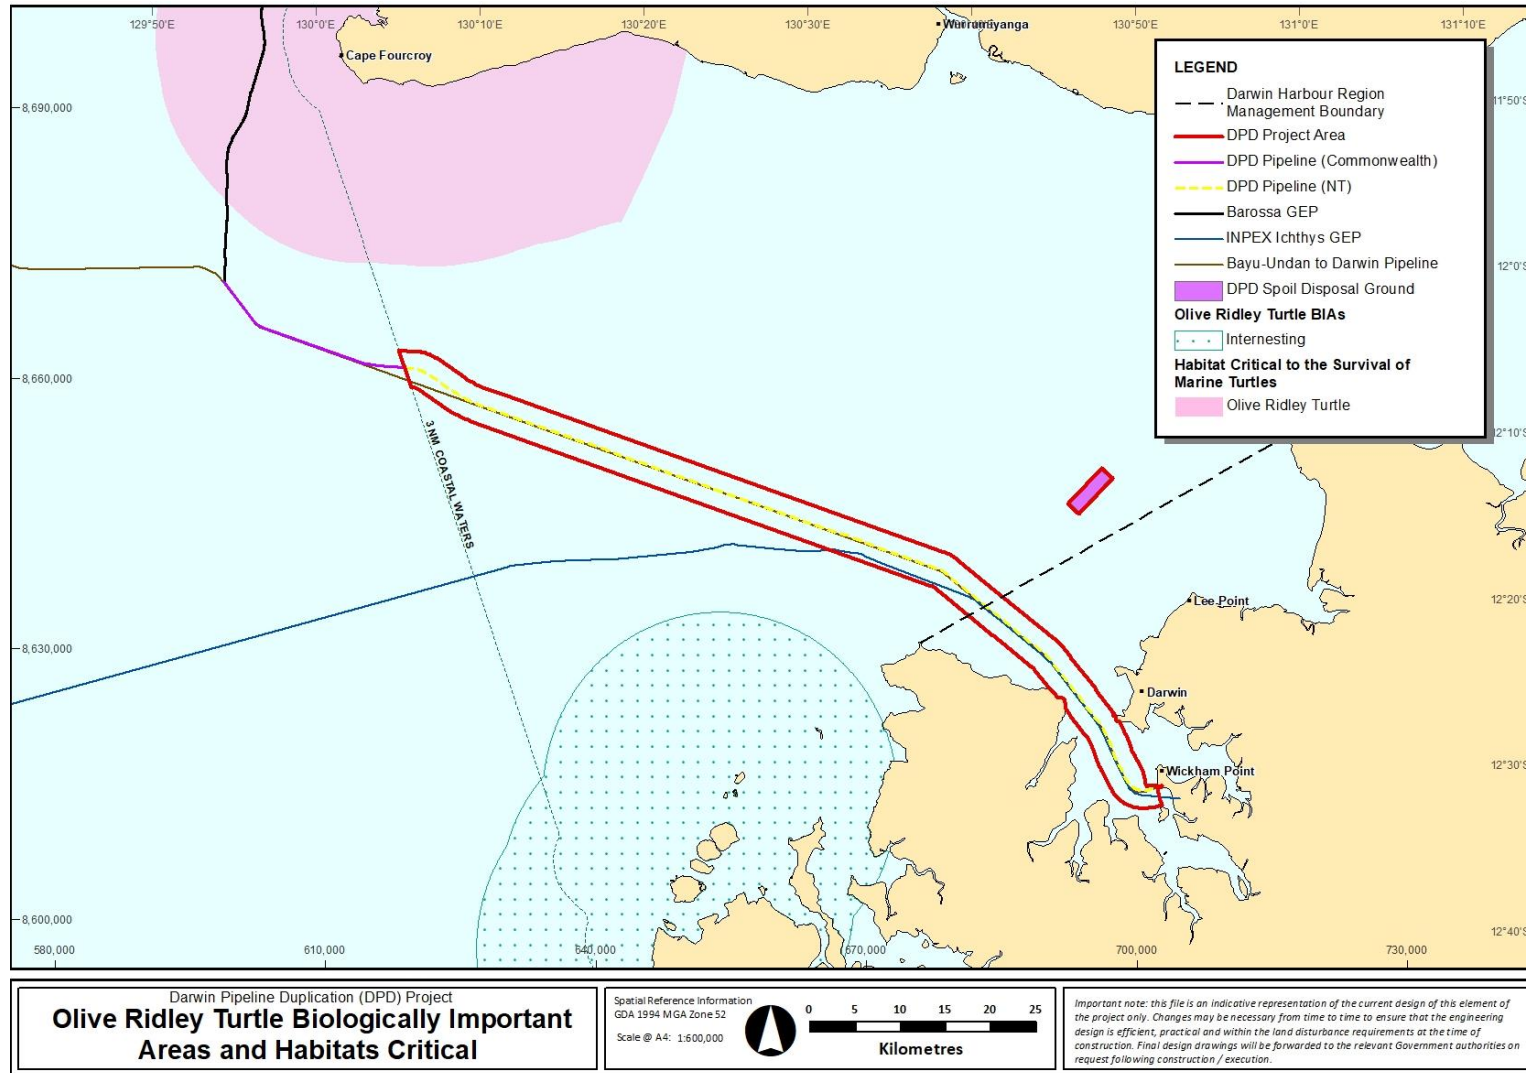 129°50'E
130°0'E
130°10'E
130°20'E
130°30'E
130°50'E
131°0'E
131°10'E
Wurrumiyanga
Cape Fourcroy
8,690,000
8,660,000
8,630,000
8,600,000
11°50'S
12°0'S
12°10'S
12°20'S
12°30'S
12°40'S
LEGEND
Darwin Harbour Region
Management Boundary
DPD Project Area
DPD Pipeline (Commonwealth)
DPD Pipeline (NT)
Barossa GEP
INPEX Ichthys GEP
Bayu-Undan to Darwin Pipeline
DPD Spoil Disposal Ground
Olive Ridley Turtle BIAs
Internesting
Habitat Critical to the Survival of
Marine Turtles
Olive Ridley Turtle
3 NM COASTAL WATERS
Lee Point
Darwin
Wickham Point
580,000
610,000
640,000
670,000
700,000
730,000
Darwin Pipeline Duplication (DPD) Project
Olive Ridley Turtle Biologically Important
Areas and Habitats Critical
Spatial Reference Information
GDA 1994 MGA Zone 52
Scale @ A4: 1:600,000
0 5 10 15 20 25
Kilometres
Important note: this file is an indicative representation of the current design of this element of
the project only. Changes may be necessary from time to time to ensure that the engineering
design is efficient, practical and within the land disturbance requirements at the time of
construction. Final design drawings will be forwarded to the relevant Government authorities on
request following construction / execution.